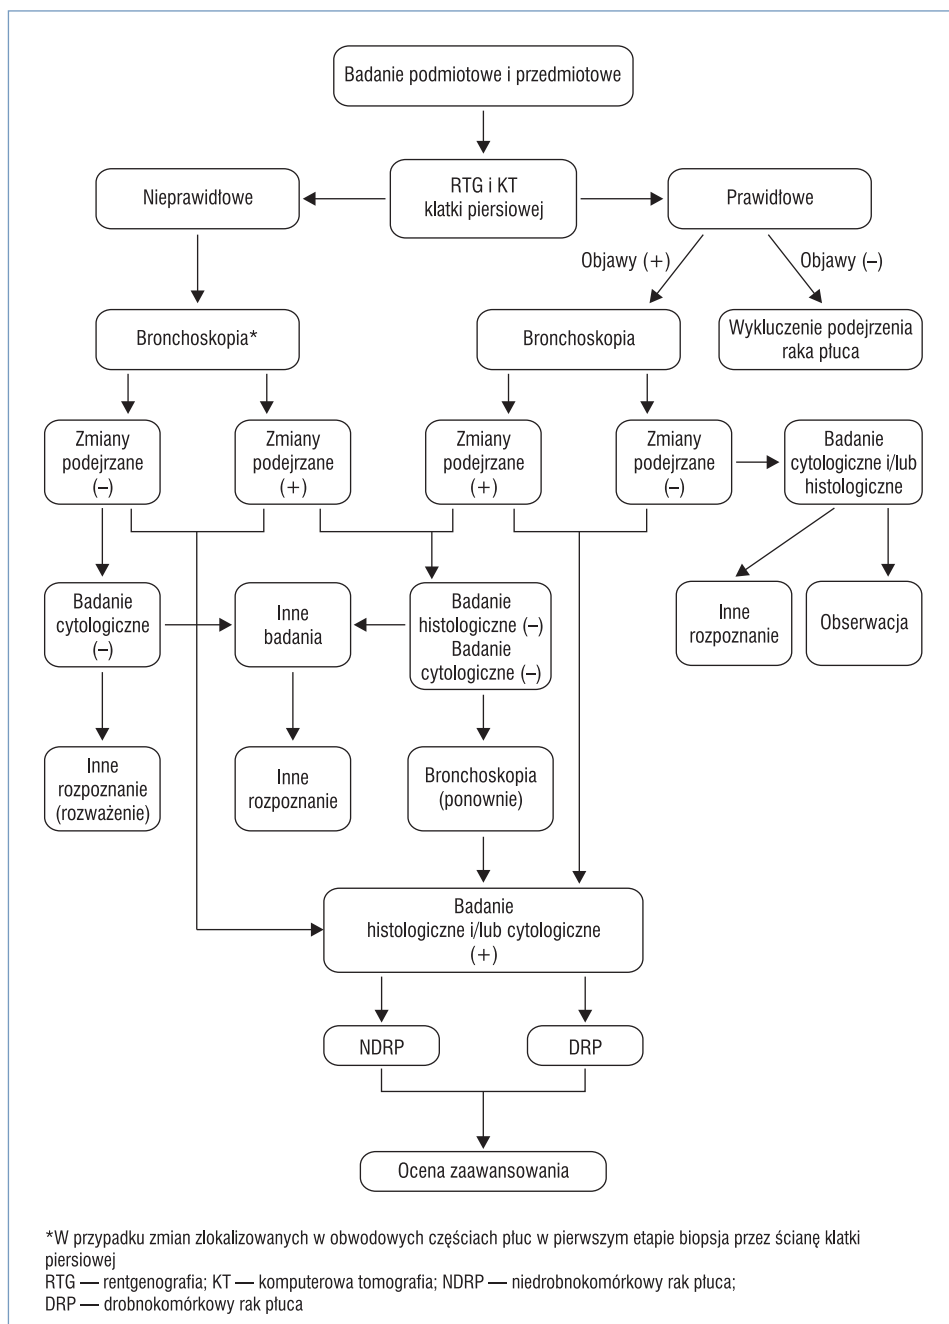 Badanie podmiotowe i przedmiotowe
Nieprawidłowe
RTG i KT
klatki piersiowej
Prawidłowe
Objawy (+)
Objawy (–)
Bronchoskopia*
Bronchoskopia
Wykluczenie podejrzenia
raka płuca
Zmiany
podejrzane
(–)
Zmiany
podejrzane
(+)
Zmiany
podejrzane
(+)
Zmiany
podejrzane
(–)
Badanie
cytologiczne i/lub
histologiczne
Badanie
cytologiczne
(–)
Inne
badania
Badanie
histologiczne (–)
Badanie
cytologiczne (–)
Inne
rozpoznanie
Obserwacja
Inne
rozpoznanie
(rozważenie)
Inne
rozpoznanie
Bronchoskopia
(ponownie)
Badanie
histologiczne i/lub cytologiczne
(+)
NDRP
DRP
Ocena zaawansowania
*W przypadku zmian zlokalizowanych w obwodowych częściach płuc w pierwszym etapie biopsja przez ścianę klatki
piersiowej
RTG — rentgenografia; KT — komputerowa tomografia; NDRP — niedrobnokomórkowy rak płuca;
DRP — drobnokomórkowy rak płuca